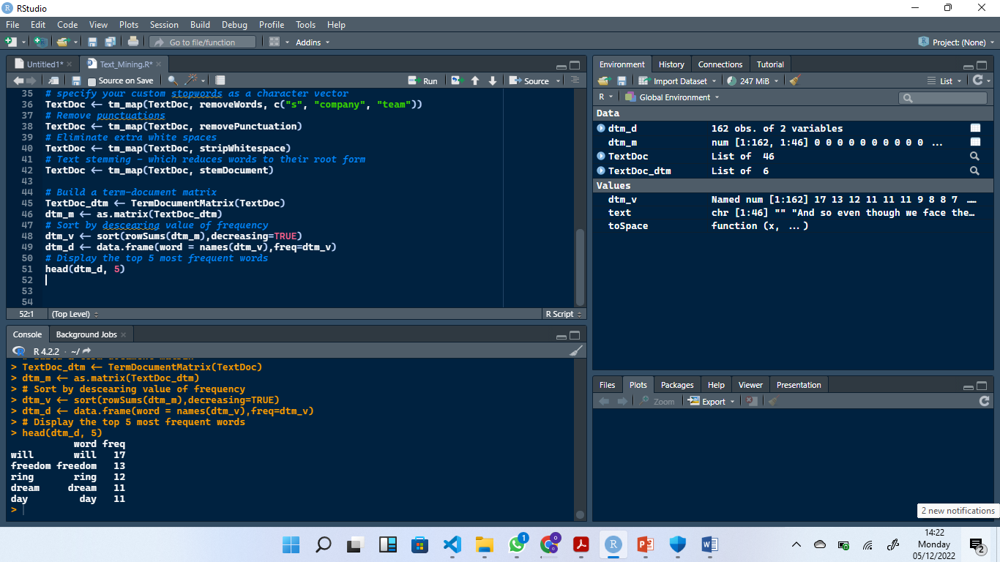 RStudio
File Edit Code View Plots Session Build Debug Profile Tools Help
Go to file/function Addins Project: (None)
Untitled1* Text_Mining.R*
Source on Save Run Source
35 # specify your custom stopwords as a character vector
36 TextDoc <- tm_map(TextDoc, removeWords, c("s", "company", "team"))
37 # Remove punctuations
38 TextDoc <- tm_map(TextDoc, removePunctuation)
39 # Eliminate extra white spaces
40 TextDoc <- tm_map(TextDoc, stripWhitespace)
41 # Text stemming - which reduces words to their root form
42 TextDoc <- tm_map(TextDoc, stemDocument)
43
44 # Build a term-document matrix
45 TextDoc_dtm <- TermDocumentMatrix(TextDoc)
46 dtm_m <- as.matrix(TextDoc_dtm)
47 # Sort by descearing value of frequency
48 dtm_v <- sort(rowSums(dtm_m),decreasing=TRUE)
49 dtm_d <- data.frame(word = names(dtm_v),freq=dtm_v)
50 # Display the top 5 most frequent words
51 head(dtm_d, 5)
52
53
54
52:1 (Top Level) R Script
Console Background Jobs
R 4.2.2 · ~/
> TextDoc_dtm <- TermDocumentMatrix(TextDoc)
> dtm_m <- as.matrix(TextDoc_dtm)
> # Sort by descearing value of frequency
> dtm_v <- sort(rowSums(dtm_m),decreasing=TRUE)
> dtm_d <- data.frame(word = names(dtm_v),freq=dtm_v)
> # Display the top 5 most frequent words
> head(dtm_d, 5)
word freq
will will 17
freedom freedom 13
ring ring 12
dream dream 11
day day 11
>
Environment History Connections Tutorial
Import Dataset 247 MiB List
R Global Environment
Data
dtm_d 162 obs. of 2 variables
dtm_m num [1:162, 1:46] 0 0 0 0 0 0 0 0 0 0 ...
TextDoc List of 46
TextDoc_dtm List of 6
Values
dtm_v Named num [1:162] 17 13 12 11 11 11 9 8 8 7 ...
text chr [1:46] "" "And so even though we face the…
toSpace function (x, ...)
Files Plots Packages Help Viewer Presentation
Zoom Export
2 new notifications
14:22
Monday
05/12/2022